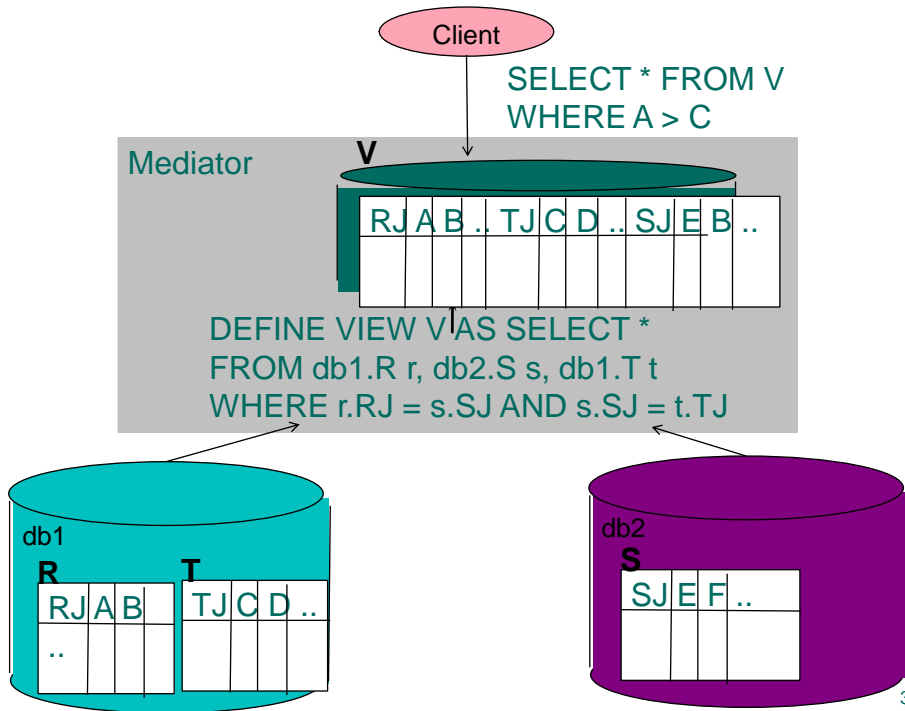 Client
SELECT * FROM V
WHERE A > C
Mediator
V
RJ A B .. TJ C D .. SJ E B ..
DEFINE VIEW V AS SELECT *
FROM db1.R r, db2.S s, db1.T t
WHERE r.RJ = s.SJ AND s.SJ = t.TJ
db1
R
RJ A B
..
T
TJ C D ..
db2
S
SJ E F ..
3